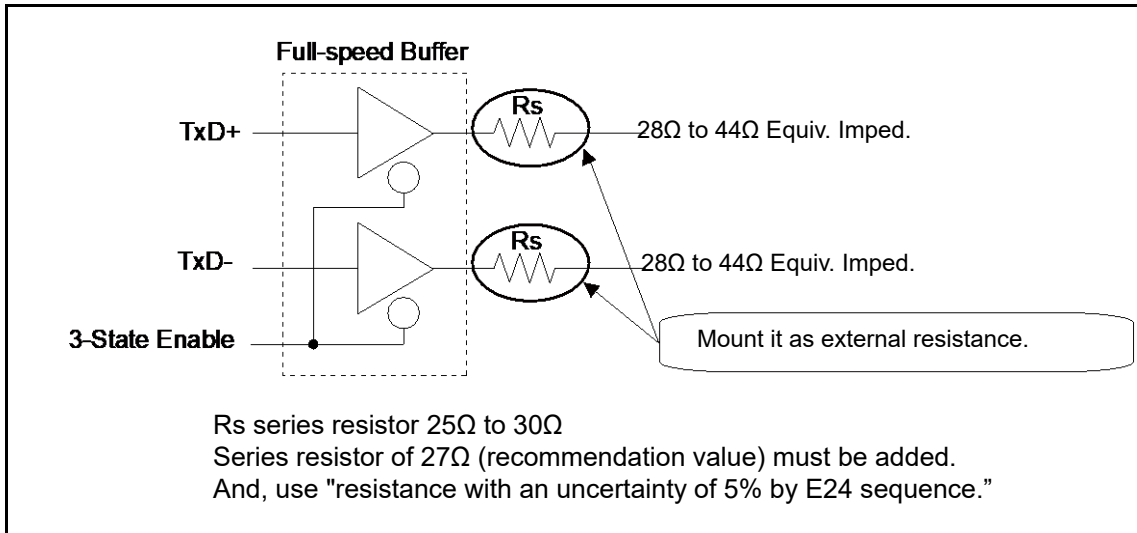 Full-speed Buffer
Rs
TxD+
28Ω to 44Ω Equiv. Imped.
Rs
TxD-
28Ω to 44Ω Equiv. Imped.
3-State Enable
Mount it as external resistance.
Rs series resistor 25Ω to 30Ω
Series resistor of 27Ω (recommendation value) must be added.
And, use "resistance with an uncertainty of 5% by E24 sequence.”